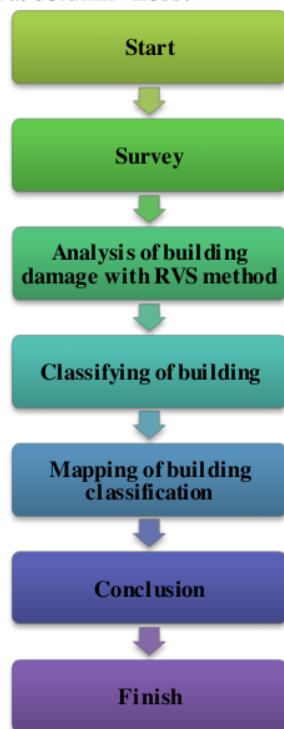 Start
Survey
Analysis of building
damage with RVS method
Classifying of building
Mapping of building
classification
Conclusion
Finish